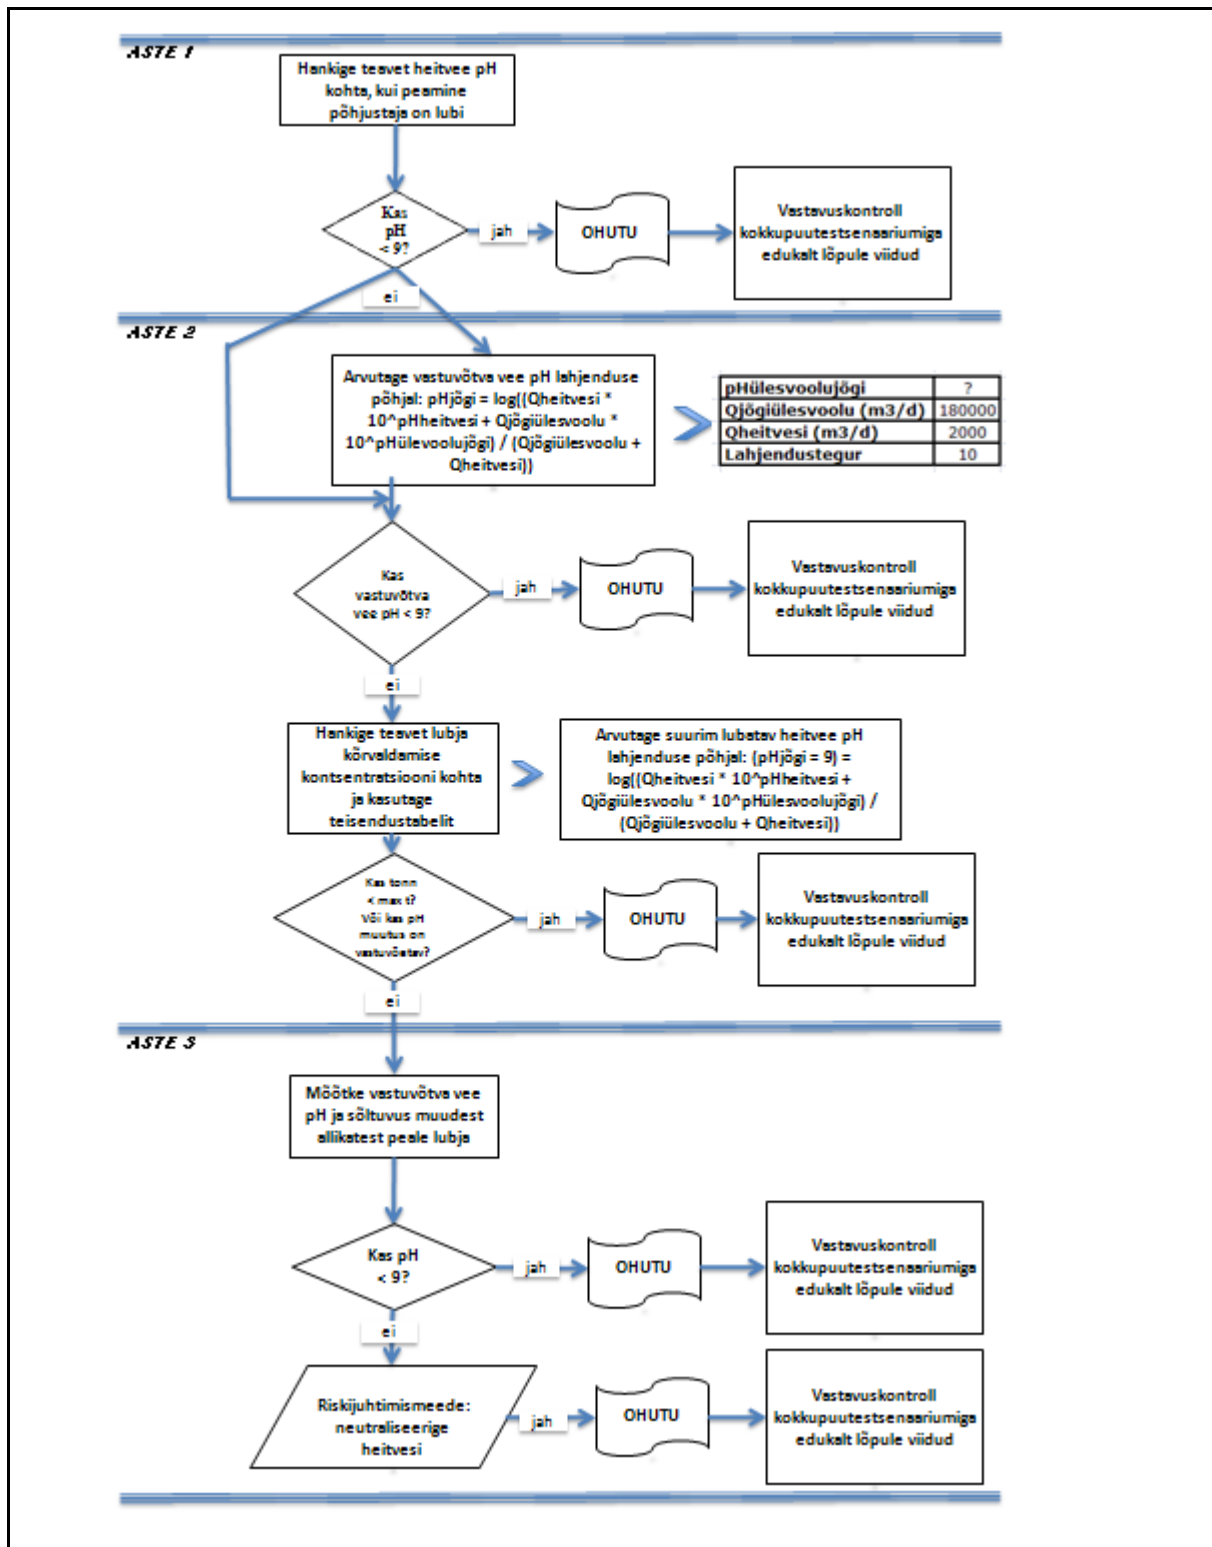 ASTE 1
Hankige teavet heitvee pH
kohta, kui peamine
põhjustaja on lubi
Kas
pH
< 9?
jah
OHUTU
Vastavuskontroll
kokkupuutestsenaariumiga
edukalt lõpule viidud
ei
ASTE 2
Arvutage vastuvõtva vee pH lahjenduse
põhjal: pHjõgi = log((Qheitvesi *
10^pHheitvesi + Qjõgiülesvoolu *
10^pHülevoolujõgi) / (Qjõgiülesvoolu +
Qheitvesi))
pHülesvoolujõgi ?
Qjõgiülesvoolu (m3/d) 180000
Qheitvesi (m3/d) 2000
Lahjendustegur 10
Kas
vastuvõtva
vee pH < 9?
jah
OHUTU
Vastavuskontroll
kokkupuutestsenaariumiga
edukalt lõpule viidud
ei
Hankige teavet lubja
kõrvaldamise
kontsentratsiooni kohta
ja kasutage
teisendustabelit
Arvutage suurim lubatav heitvee pH
lahjenduse põhjal: (pHjõgi = 9) =
log((Qheitvesi * 10^pHheitvesi +
Qjõgiülesvoolu * 10^pHülesvoolujõgi) /
(Qjõgiülesvoolu + Qheitvesi))
Kas tonn
< max t?
Või kas pH
muutus on
vastuvõetav?
jah
OHUTU
Vastavuskontroll
kokkupuutestsenaariumiga
edukalt lõpule viidud
ei
ASTE 3
Mõõtke vastuvõtva vee
pH ja sõltuvus muudest
allikatest peale lubja
Kas pH
< 9?
jah
OHUTU
Vastavuskontroll
kokkupuutestsenaariumiga
edukalt lõpule viidud
ei
Riskijuhtimismeede:
neutraliseerige
heitvesi
jah
OHUTU
Vastavuskontroll
kokkupuutestsenaariumiga
edukalt lõpule viidud